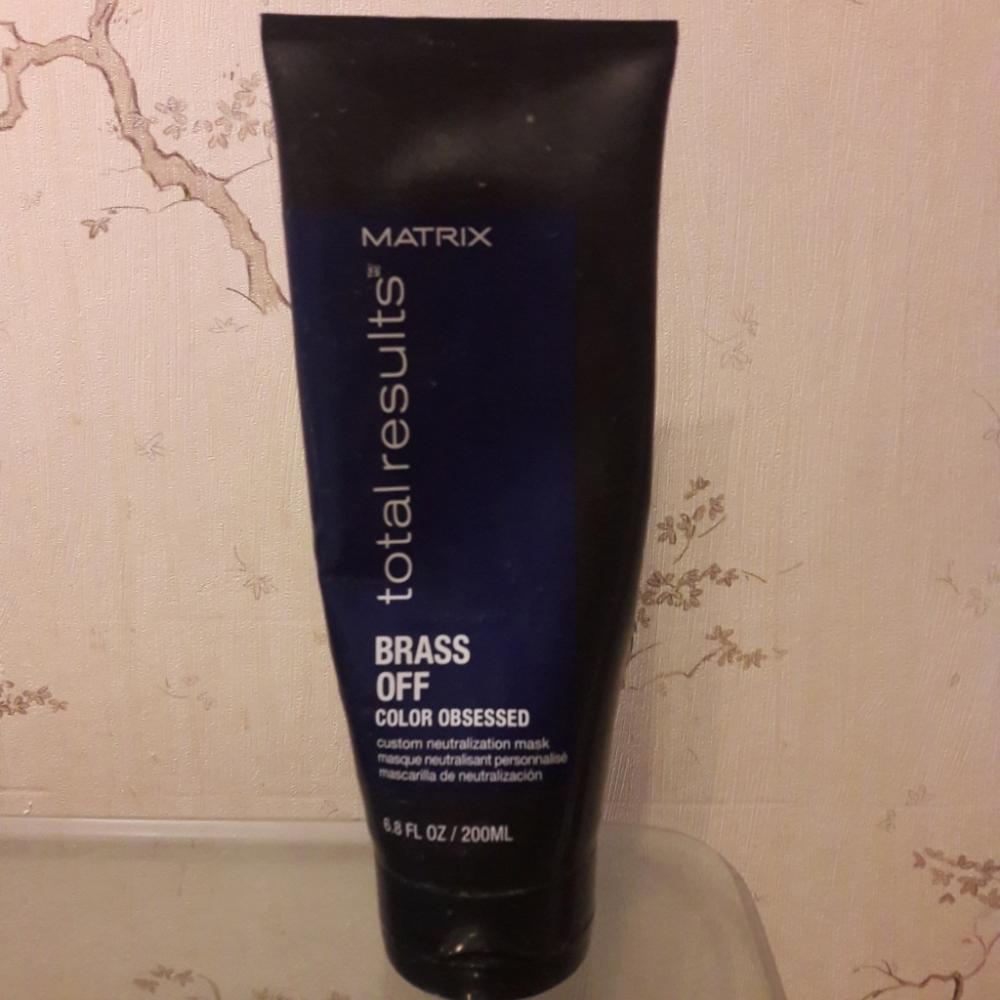 MATRIX
total results
BRASS
OFF
COLOR OBSESSED
custom neutralization mask
masque neutralisant personnalisé
mascarilla de neutralización
6.8 FL OZ / 200ML